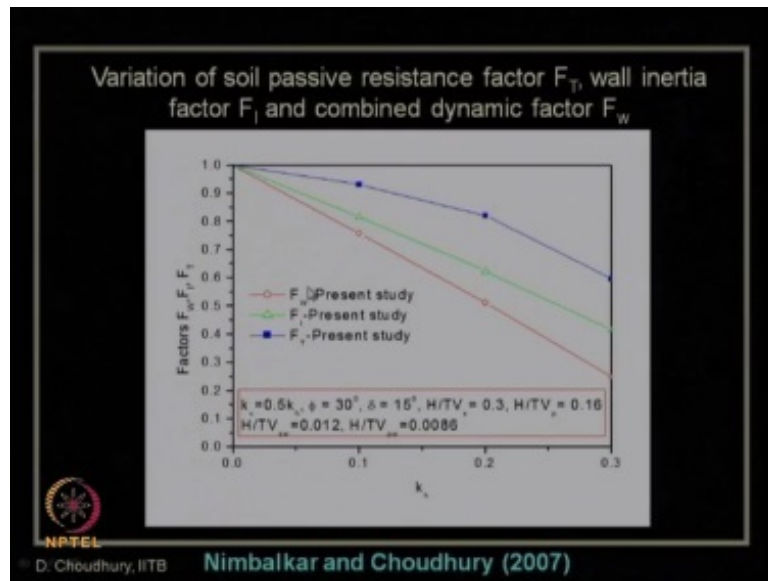 Variation of soil passive resistance factor F_T, wall inertia
factor F_I and combined dynamic factor F_w
1.0
0.9
0.8
0.7
0.6
0.5
0.4
0.3
0.2
0.1
0.0
Factors F_w, F_I, F_T
F_w-Present study
F_I-Present study
F_T-Present study
k_v=0.5k_h, ϕ = 30°, δ = 15°, H/TV_s = 0.3, H/TV_p = 0.16
H/TV_sw=0.012, H/TV_pw=0.0086
0.0 0.1 0.2 0.3
k_h
NPTEL
D. Choudhury, IITB
Nimbalkar and Choudhury (2007)